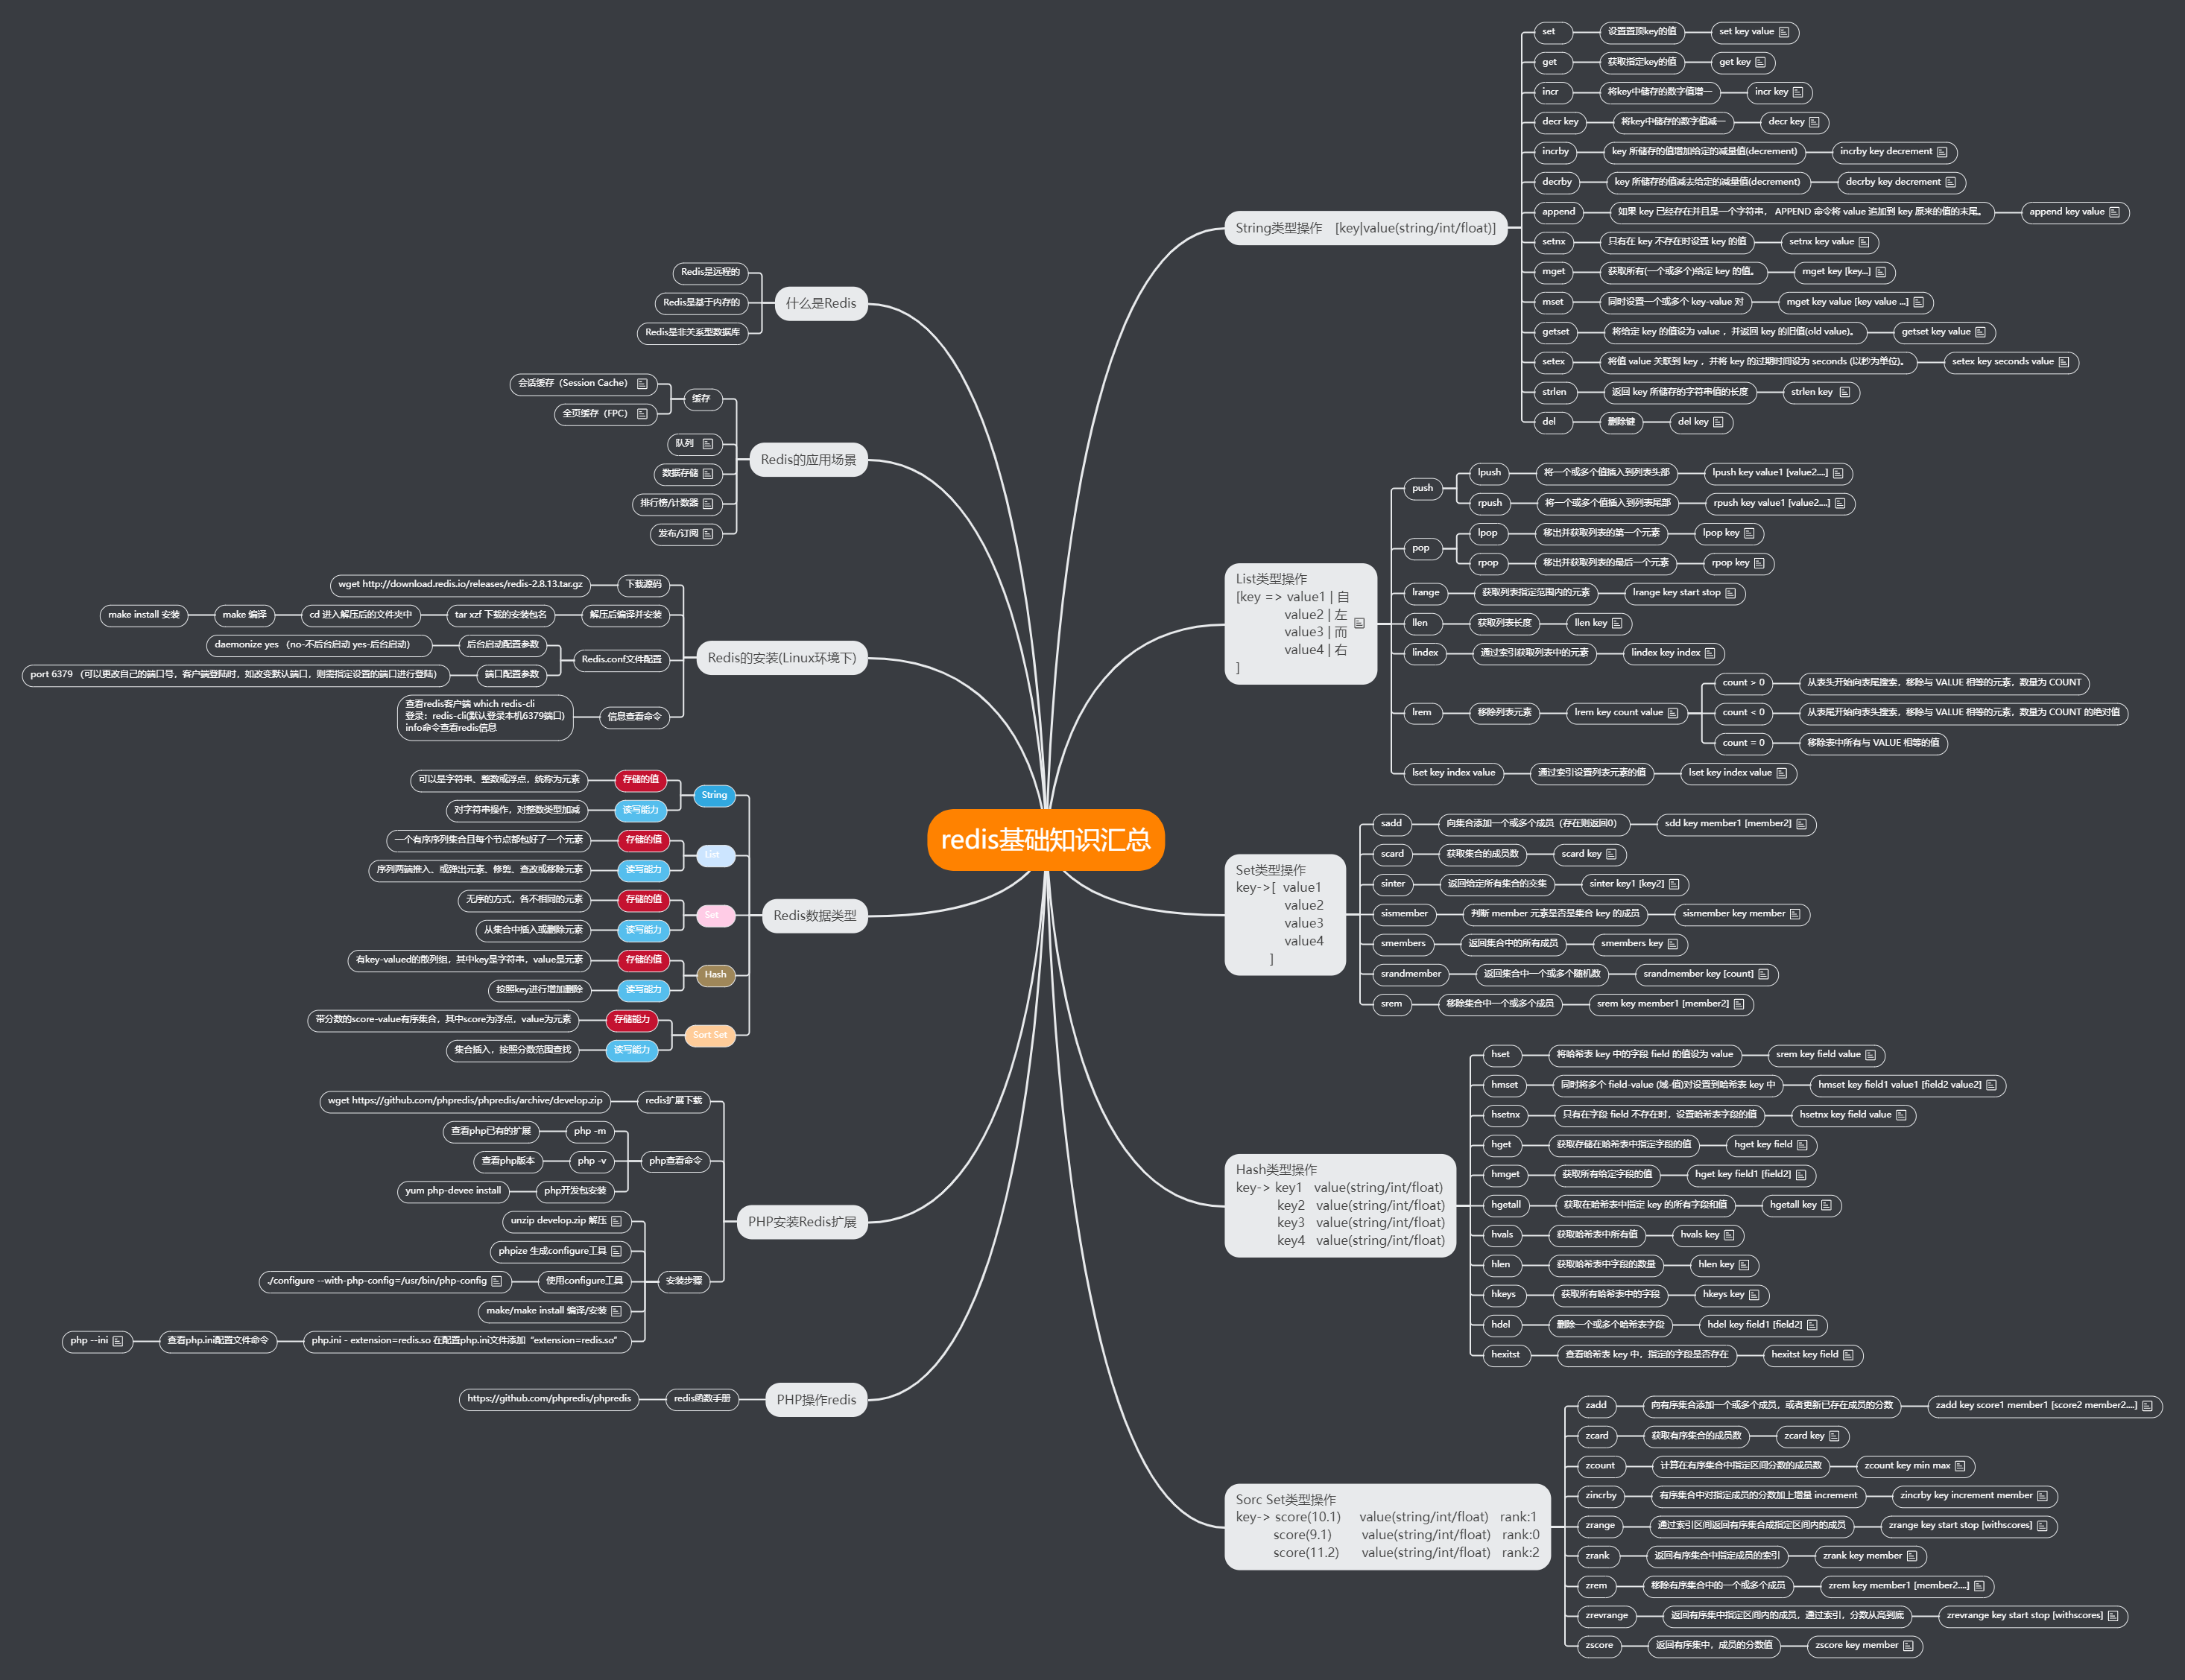 redis基础知识汇总
什么是Redis
Redis是远程的
Redis是基于内存的
Redis是非关系型数据库
Redis的应用场景
缓存
会话缓存（Session Cache）
全页缓存（FPC）
队列
数据存储
排行榜/计数器
发布/订阅
Redis的安装(Linux环境下)
下载源码
wget http://download.redis.io/releases/redis-2.8.13.tar.gz
解压后编译并安装
tar xzf 下载的安装包名
cd 进入解压后的文件夹中
make 编译
make install 安装
Redis.conf文件配置
后台启动配置参数
daemonize yes （no-不后台启动 yes-后台启动）
端口配置参数
port 6379 （可以更改自己的端口号，客户端登陆时，如改变默认端口，则需指定设置的端口进行登陆）
信息查看命令
查看redis客户端 which redis-cli
登录：redis-cli(默认登录本机6379端口)
info命令查看redis信息
Redis数据类型
String
存储的值
可以是字符串、整数或浮点，统称为元素
读写能力
对字符串操作，对整数类型加减
List
存储的值
一个有序序列集合且每个节点都包好了一个元素
读写能力
序列两端推入、或弹出元素、修剪、查改或移除元素
Set
存储的值
无序的方式，各不相同的元素
读写能力
从集合中插入或删除元素
Hash
存储的值
有key-valued的散列组，其中key是字符串，value是元素
读写能力
按照key进行增加删除
Sort Set
存储能力
带分数的score-value有序集合，其中score为浮点，value为元素
读写能力
集合插入，按照分数范围查找
PHP安装Redis扩展
redis扩展下载
wget https://github.com/phpredis/phpredis/archive/develop.zip
php查看命令
php -m
查看php已有的扩展
php -v
查看php版本
php开发包安装
yum php-devee install
安装步骤
unzip develop.zip 解压
phpize 生成configure工具
使用configure工具
./configure --with-php-config=/usr/bin/php-config
make/make install 编译/安装
php.ini - extension=redis.so 在配置php.ini文件添加“extension=redis.so”
查看php.ini配置文件命令
php --ini
PHP操作redis
redis函数手册
https://github.com/phpredis/phpredis
String类型操作 [key|value(string/int/float)]
set
设置置顶key的值
set key value
get
获取指定key的值
get key
incr
将key中储存的数字值增一
incr key
decr key
将key中储存的数字值减一
decr key
incrby
key 所储存的值增加给定的减量值(decrement)
incrby key decrement
decrby
key 所储存的值减去给定的减量值(decrement)
decrby key decrement
append
如果 key 已经存在并且是一个字符串， APPEND 命令将 value 追加到 key 原来的值的末尾。
append key value
setnx
只有在 key 不存在时设置 key 的值
setnx key value
mget
获取所有(一个或多个)给定 key 的值。
mget key [key...]
mset
同时设置一个或多个 key-value 对
mget key value [key value ...]
getset
将给定 key 的值设为 value ，并返回 key 的旧值(old value)。
getset key value
setex
将值 value 关联到 key ，并将 key 的过期时间设为 seconds (以秒为单位)。
setex key seconds value
strlen
返回 key 所储存的字符串值的长度
strlen key
del
删除键
del key
List类型操作
[key => value1 | 自
value2 | 左
value3 | 而
value4 | 右
]
push
lpush
将一个或多个值插入到列表头部
lpush key value1 [value2....]
rpush
将一个或多个值插入到列表尾部
rpush key value1 [value2....]
pop
lpop
移出并获取列表的第一个元素
lpop key
rpop
移出并获取列表的最后一个元素
rpop key
lrange
获取列表指定范围内的元素
lrange key start stop
llen
获取列表长度
llen key
lindex
通过索引获取列表中的元素
lindex key index
lrem
移除列表元素
lrem key count value
count > 0
从表头开始向表尾搜索，移除与 VALUE 相等的元素，数量为 COUNT
count < 0
从表尾开始向表头搜索，移除与 VALUE 相等的元素，数量为 COUNT 的绝对值
count = 0
移除表中所有与 VALUE 相等的值
lset key index value
通过索引设置列表元素的值
lset key index value
Set类型操作
key->[ value1
value2
value3
value4
]
sadd
向集合添加一个或多个成员（存在则返回0）
sdd key member1 [member2]
scard
获取集合的成员数
scard key
sinter
返回给定所有集合的交集
sinter key1 [key2]
sismember
判断 member 元素是否是集合 key 的成员
sismember key member
smembers
返回集合中的所有成员
smembers key
srandmember
返回集合中一个或多个随机数
srandmember key [count]
srem
移除集合中一个或多个成员
srem key member1 [member2]
Hash类型操作
key-> key1 value(string/int/float)
key2 value(string/int/float)
key3 value(string/int/float)
key4 value(string/int/float)
hset
将哈希表 key 中的字段 field 的值设为 value
srem key field value
hmset
同时将多个 field-value (域-值)对设置到哈希表 key 中
hmset key field1 value1 [field2 value2]
hsetnx
只有在字段 field 不存在时，设置哈希表字段的值
hsetnx key field value
hget
获取存储在哈希表中指定字段的值
hget key field
hmget
获取所有给定字段的值
hget key field1 [field2]
hgetall
获取在哈希表中指定 key 的所有字段和值
hgetall key
hvals
获取哈希表中所有值
hvals key
hlen
获取哈希表中字段的数量
hlen key
hkeys
获取所有哈希表中的字段
hkeys key
hdel
删除一个或多个哈希表字段
hdel key field1 [field2]
hexitst
查看哈希表 key 中，指定的字段是否存在
hexitst key field
Sorc Set类型操作
key-> score(10.1) value(string/int/float) rank:1
score(9.1) value(string/int/float) rank:0
score(11.2) value(string/int/float) rank:2
zadd
向有序集合添加一个或多个成员，或者更新已存在成员的分数
zadd key score1 member1 [score2 member2....]
zcard
获取有序集合的成员数
zcard key
zcount
计算在有序集合中指定区间分数的成员数
zcount key min max
zincrby
有序集合中对指定成员的分数加上增量 increment
zincrby key increment member
zrange
通过索引区间返回有序集合成指定区间内的成员
zrange key start stop [withscores]
zrank
返回有序集合中指定成员的索引
zrank key member
zrem
移除有序集合中的一个或多个成员
zrem key member1 [member2....]
zrevrange
返回有序集中指定区间内的成员，通过索引，分数从高到底
zrevrange key start stop [withscores]
zscore
返回有序集中，成员的分数值
zscore key member